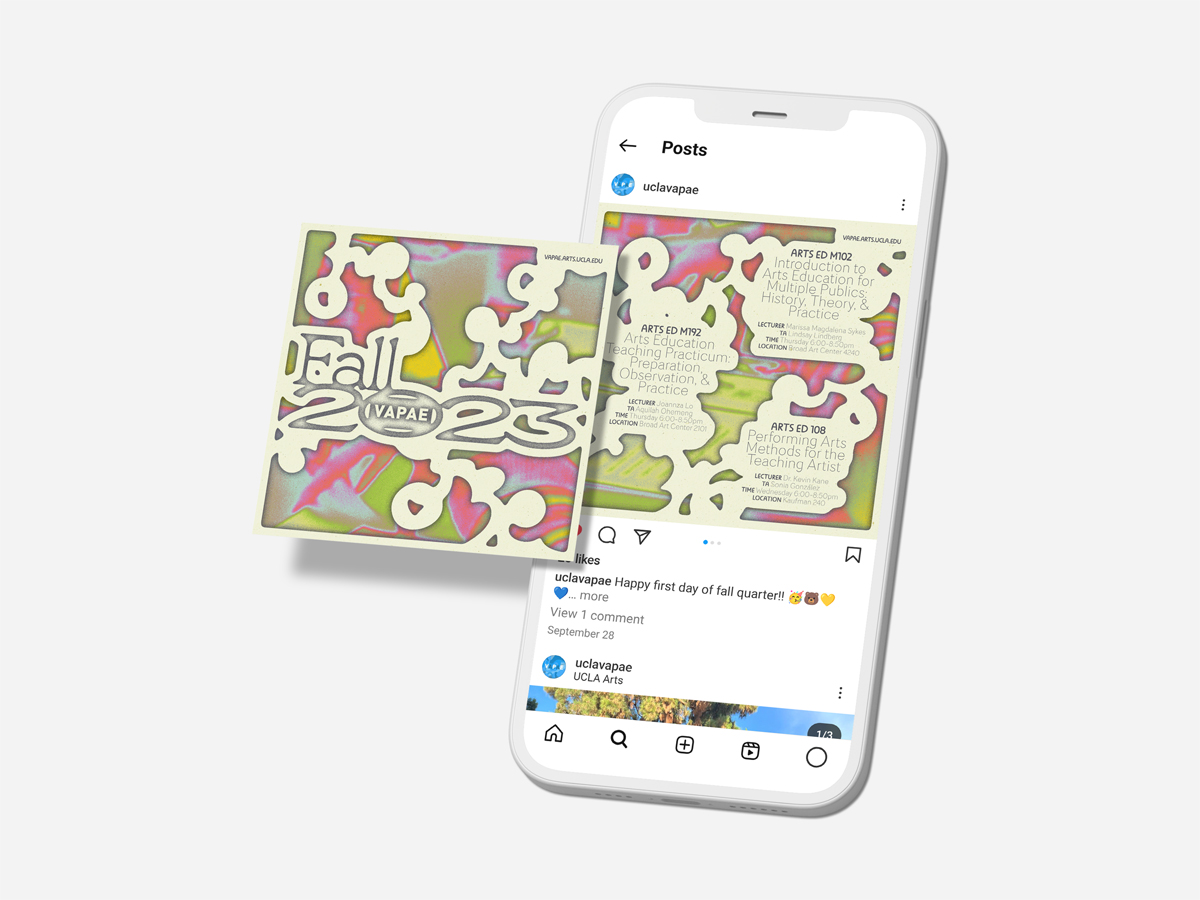 VAPAE.ARTS.UCLA.EDU
Fall
2023
VAPAE
Posts
uclavapae
VAPAE.ARTS.UCLA.EDU
ARTS ED M102
Introduction to
Arts Education for
Multiple Publics:
History, Theory, &
Practice
LECTURER Marissa Magdalena Sykes
TA Lindsay Lindberg
TIME Thursday 6:00-8:50pm
LOCATION Broad Art Center 4240
ARTS ED M192
Arts Education
Teaching Practicum:
Preparation,
Observation, &
Practice
LECTURER Joannza Lo
TA Aquilah Ohemeng
TIME Thursday 6:00-8:50pm
LOCATION Broad Art Center 2101
ARTS ED 108
Performing Arts
Methods for the
Teaching Artist
LECTURER Dr. Kevin Kane
TA Sonia González
TIME Wednesday 6:00-8:50pm
LOCATION Kaufman 240
likes
uclavapae Happy first day of fall quarter!! 🥳🐻💛
💙... more
View 1 comment
September 28
uclavapae
UCLA Arts
1/3